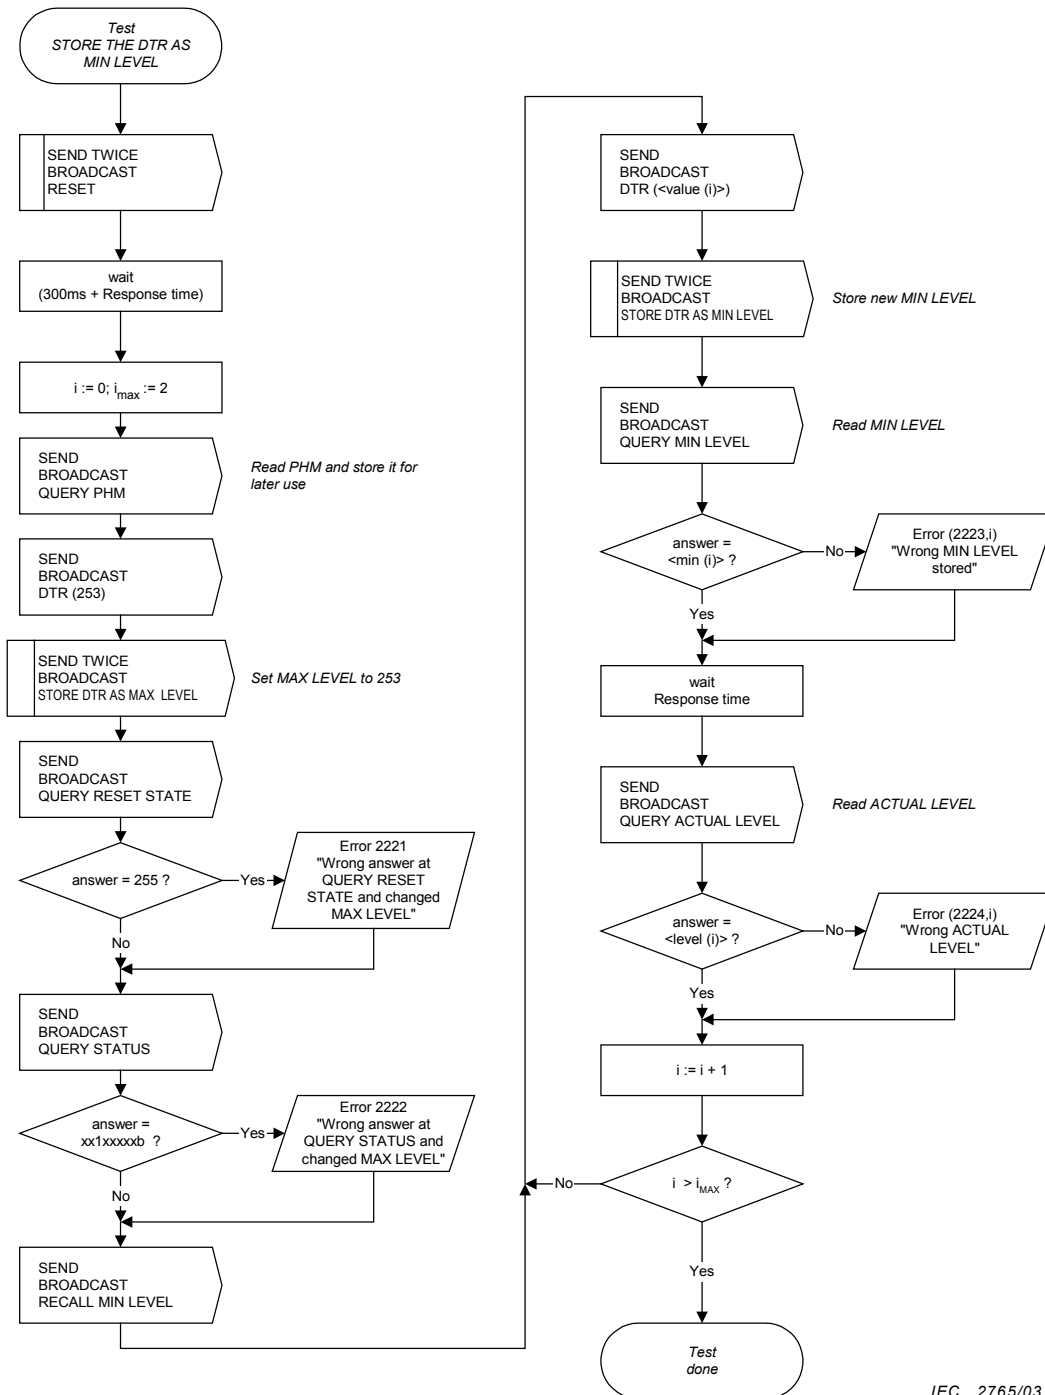 Test
STORE THE DTR AS
MIN LEVEL
SEND TWICE
BROADCAST
RESET
wait
(300ms + Response time)
i := 0; imax := 2
SEND
BROADCAST
QUERY PHM
Read PHM and store it for
later use
SEND
BROADCAST
DTR (253)
SEND TWICE
BROADCAST
STORE DTR AS MAX LEVEL
Set MAX LEVEL to 253
SEND
BROADCAST
QUERY RESET STATE
answer = 255 ?
Yes
Error 2221
"Wrong answer at
QUERY RESET
STATE and changed
MAX LEVEL"
No
SEND
BROADCAST
QUERY STATUS
answer =
xx1xxxxxb ?
Yes
Error 2222
"Wrong answer at
QUERY STATUS and
changed MAX LEVEL"
No
SEND
BROADCAST
RECALL MIN LEVEL
SEND
BROADCAST
DTR (<value (i)>)
SEND TWICE
BROADCAST
STORE DTR AS MIN LEVEL
Store new MIN LEVEL
SEND
BROADCAST
QUERY MIN LEVEL
Read MIN LEVEL
answer =
<min (i)> ?
No
Error (2223,i)
"Wrong MIN LEVEL
stored"
Yes
wait
Response time
SEND
BROADCAST
QUERY ACTUAL LEVEL
Read ACTUAL LEVEL
answer =
<level (i)> ?
No
Error (2224,i)
"Wrong ACTUAL
LEVEL"
Yes
i := i + 1
i > iMAX ?
No
Yes
Test
done
IEC 2765/03